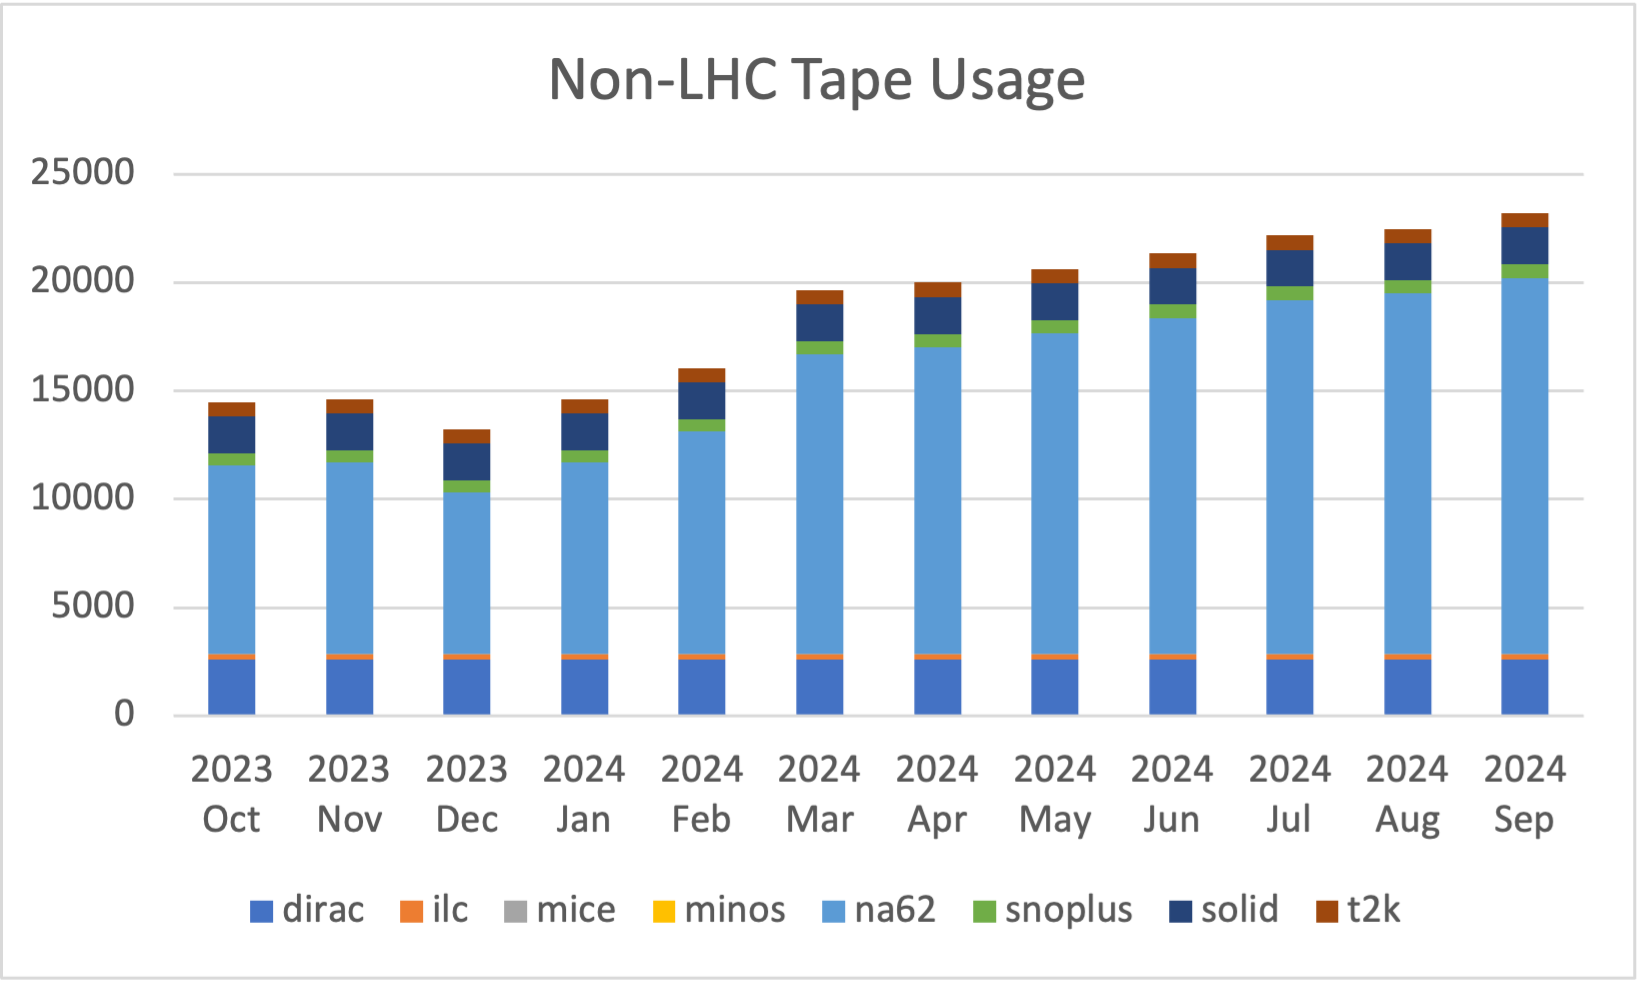 Non-LHC Tape Usage
25000
20000
15000
10000
5000
0
2023 2023 2023 2024 2024 2024 2024 2024 2024 2024 2024 2024
Oct Nov Dec Jan Feb Mar Apr May Jun Jul Aug Sep
dirac ilc mice minos na62 snoplus solid t2k